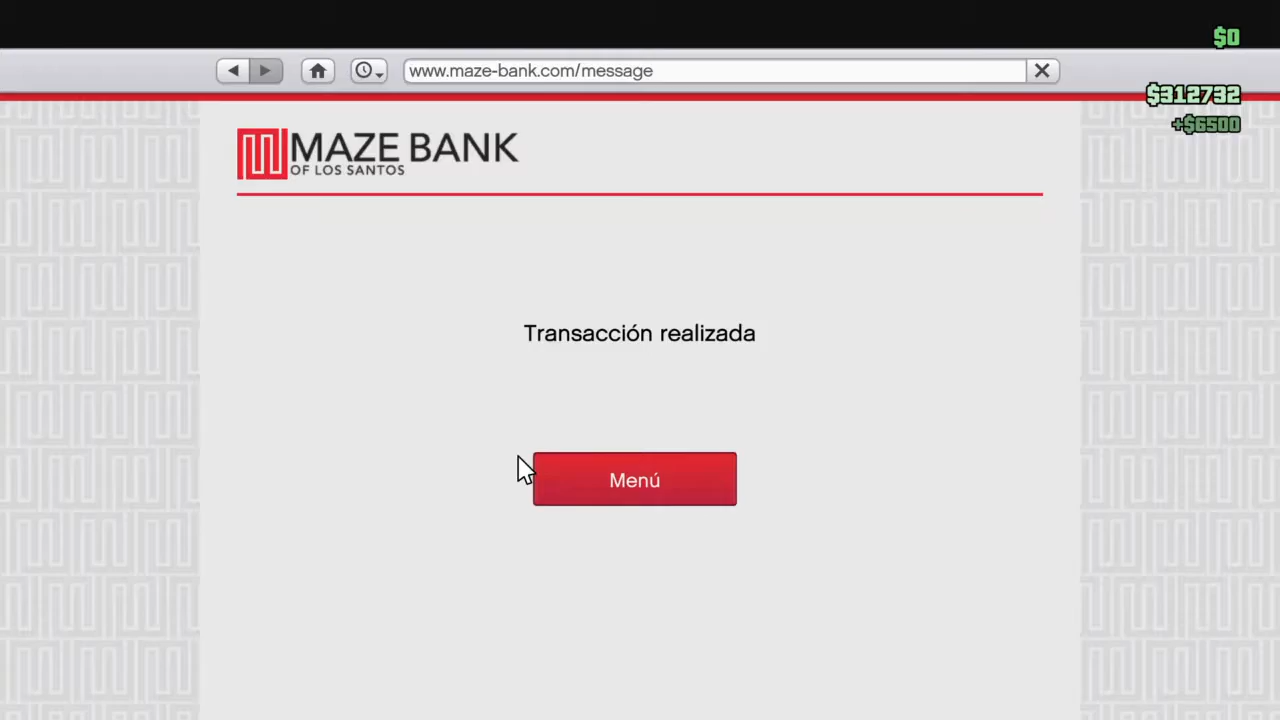 $0
www.maze-bank.com/message
$312732
+$6500
MAZE BANK
OF LOS SANTOS
Transacción realizada
Menú